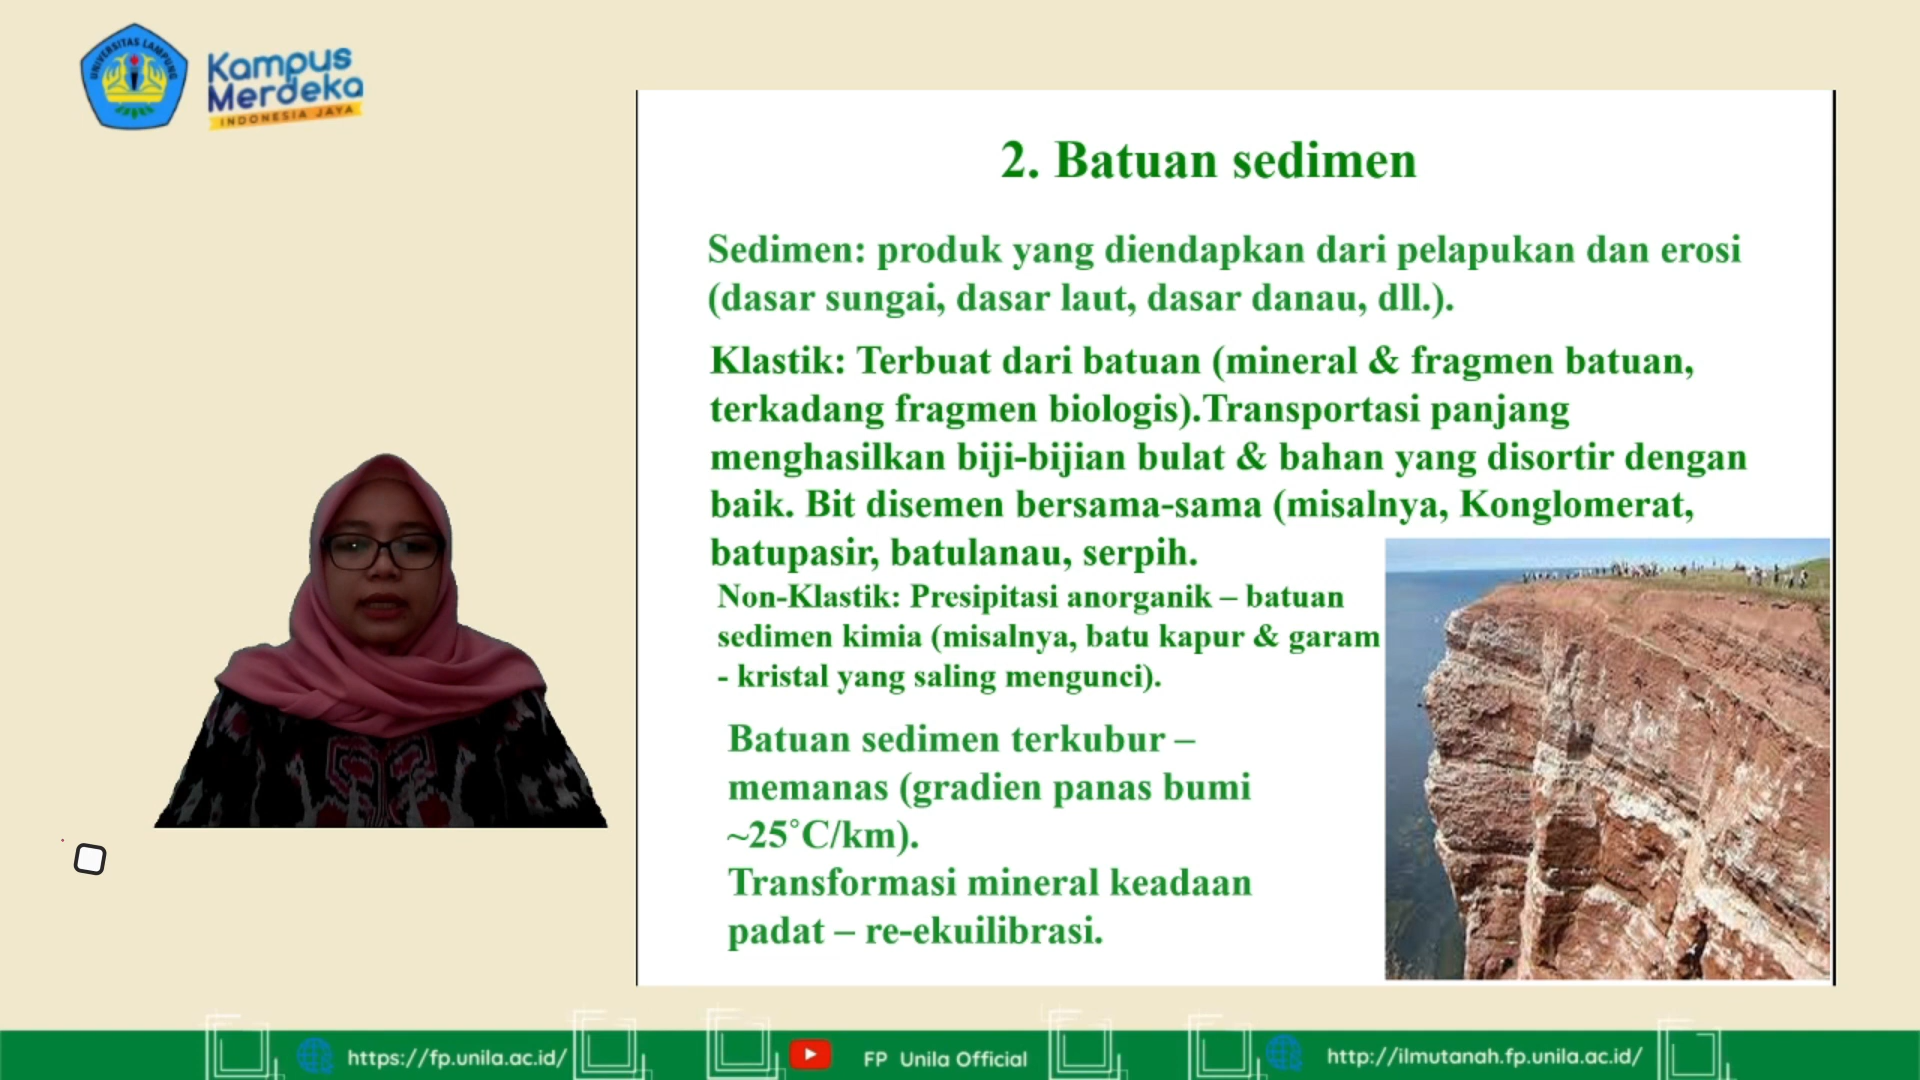 UNIVERSITAS LAMPUNG
Kampus
Merdeka
INDONESIA JAYA
2. Batuan sedimen
Sedimen: produk yang diendapkan dari pelapukan dan erosi
(dasar sungai, dasar laut, dasar danau, dll.).
Klastik: Terbuat dari batuan (mineral & fragmen batuan,
terkadang fragmen biologis).Transportasi panjang
menghasilkan biji-bijian bulat & bahan yang disortir dengan
baik. Bit disemen bersama-sama (misalnya, Konglomerat,
batupasir, batulanau, serpih.
Non-Klastik: Presipitasi anorganik – batuan
sedimen kimia (misalnya, batu kapur & garam
- kristal yang saling mengunci).
Batuan sedimen terkubur –
memanas (gradien panas bumi
~25˚C/km).
Transformasi mineral keadaan
padat – re-ekuilibrasi.
https://fp.unila.ac.id/
FP Unila Official
http://ilmutanah.fp.unila.ac.id/